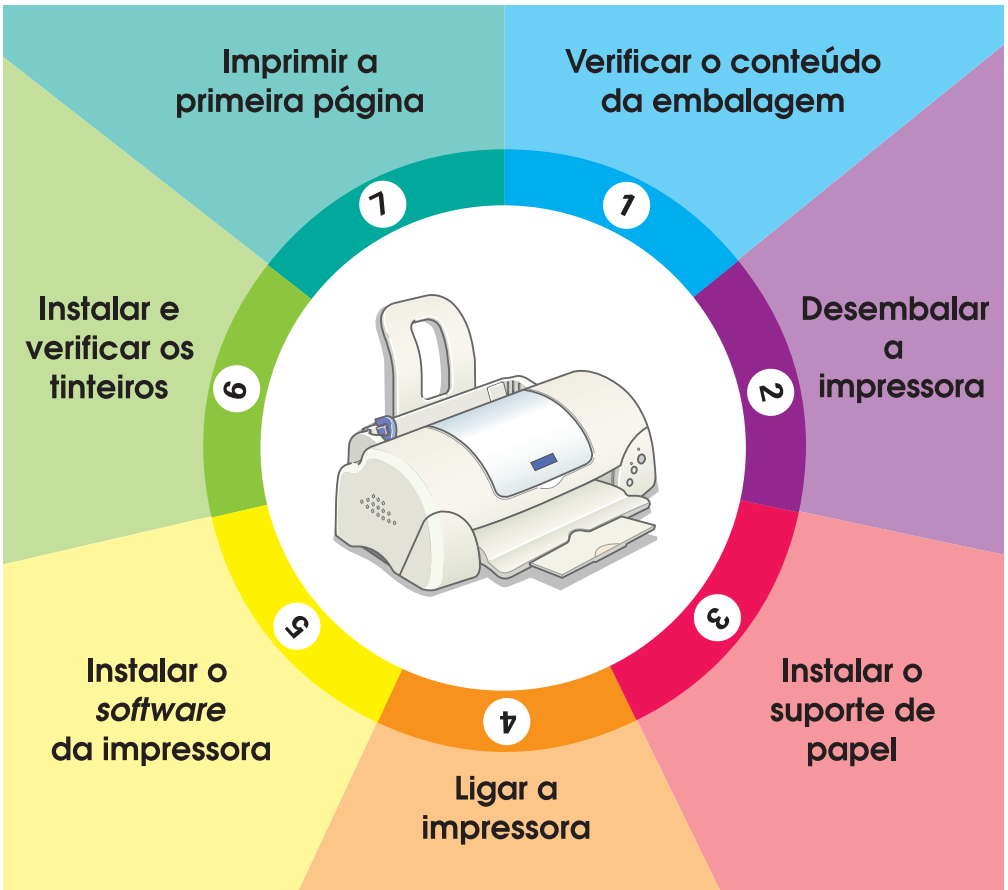 1
Verificar o conteúdo
da embalagem
2
Desembalar
a
impressora
3
Instalar o
suporte de
papel
4
Ligar a
impressora
5
Instalar o
software
da impressora
6
Instalar e
verificar os
tinteiros
7
Imprimir a
primeira página